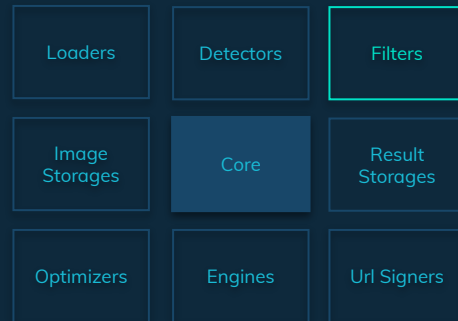 Loaders
Detectors
Filters
Image
Storages
Core
Result
Storages
Optimizers
Engines
Url Signers